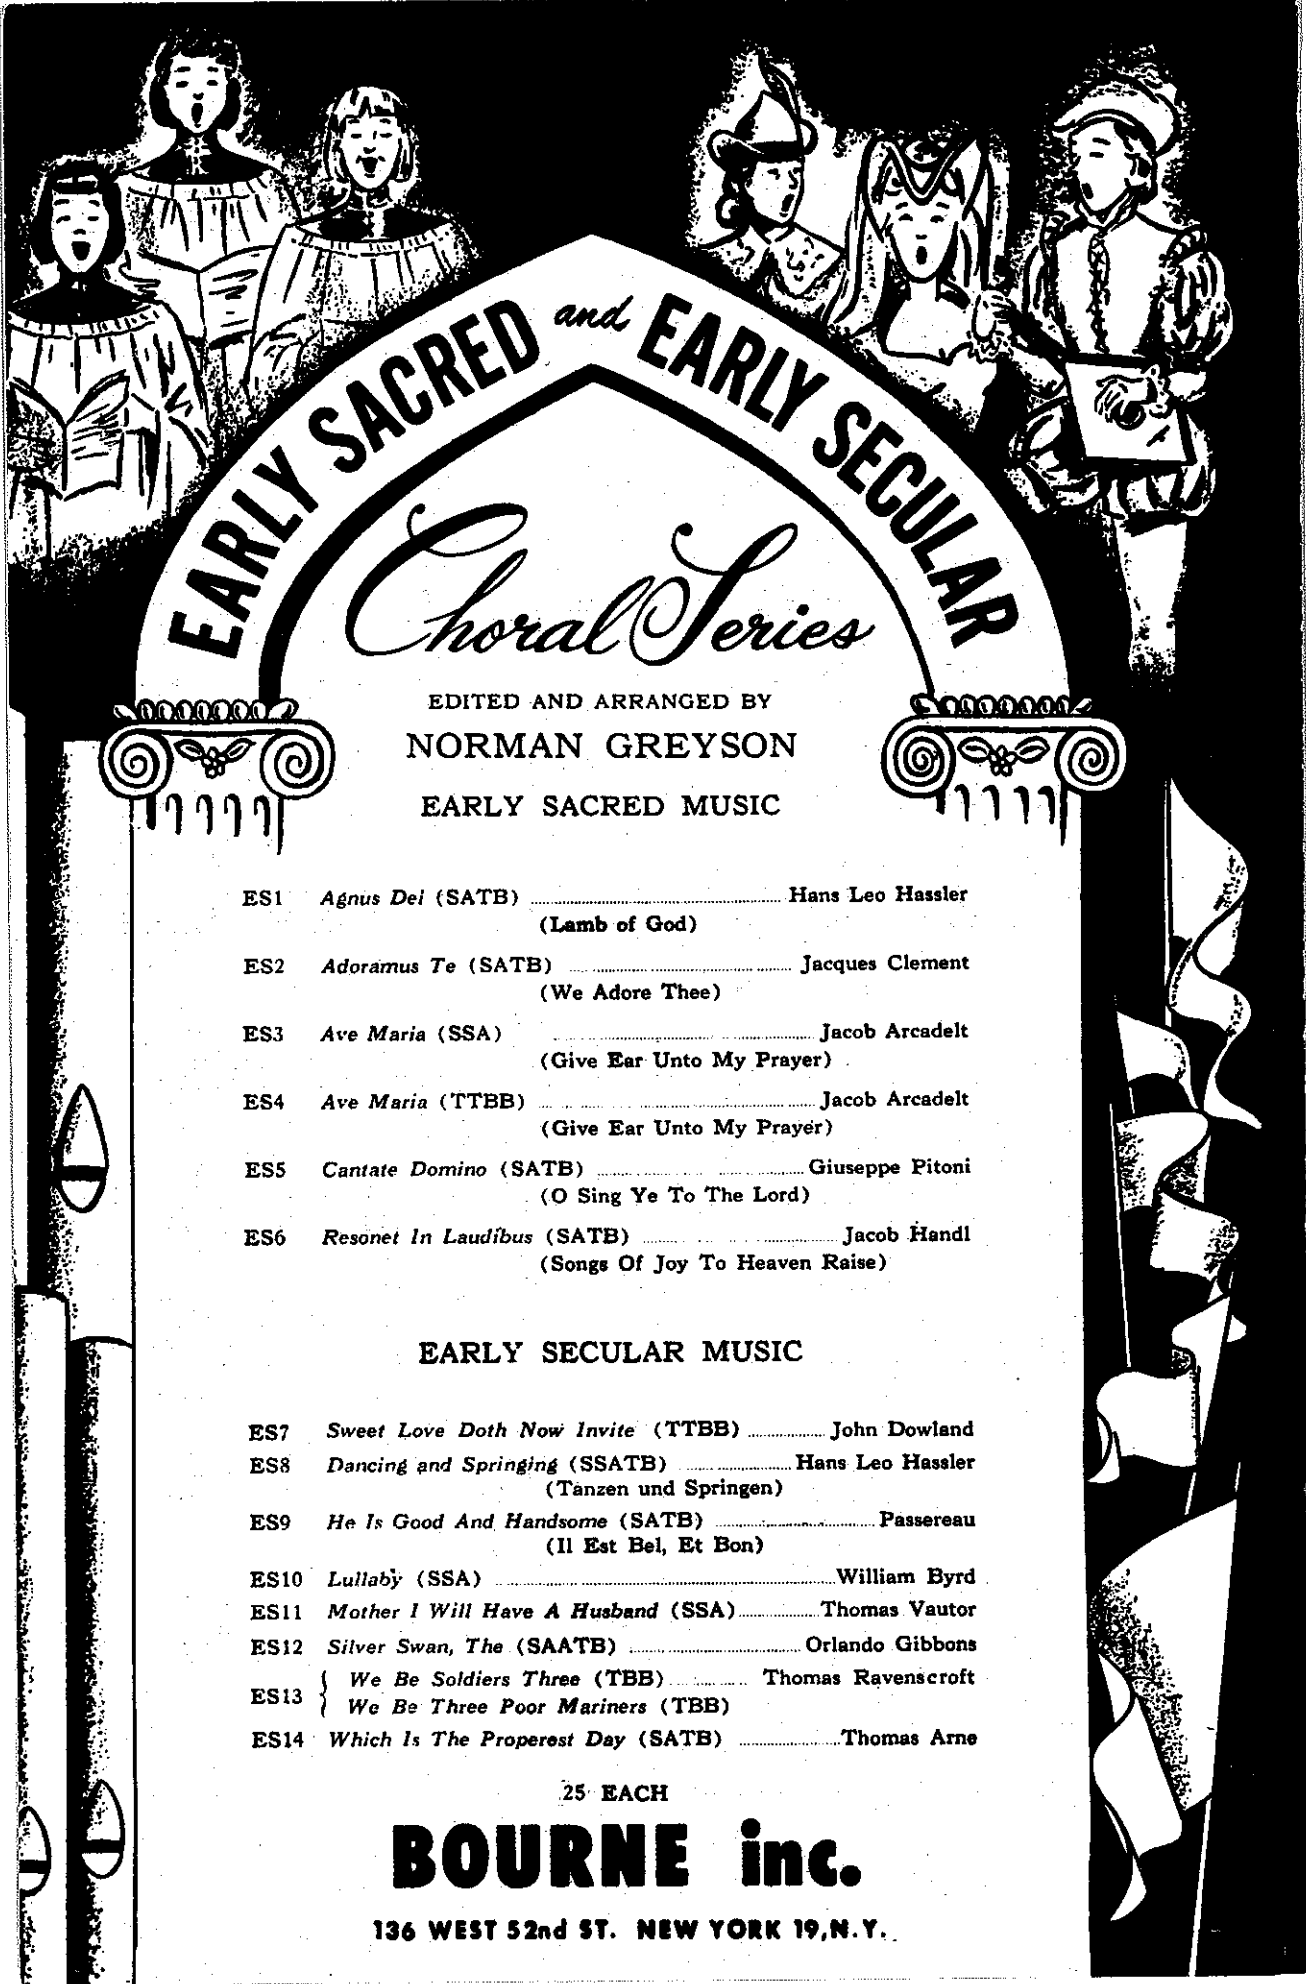 EARLY SACRED and EARLY SECULAR
Choral Series
EDITED AND ARRANGED BY
NORMAN GREYSON
EARLY SACRED MUSIC
ES1 Agnus Dei (SATB) Hans Leo Hassler
(Lamb of God)
ES2 Adoramus Te (SATB) Jacques Clement
(We Adore Thee)
ES3 Ave Maria (SSA) Jacob Arcadelt
(Give Ear Unto My Prayer)
ES4 Ave Maria (TTBB) Jacob Arcadelt
(Give Ear Unto My Prayer)
ES5 Cantate Domino (SATB) Giuseppe Pitoni
(O Sing Ye To The Lord)
ES6 Resonet In Laudibus (SATB) Jacob Handl
(Songs Of Joy To Heaven Raise)
EARLY SECULAR MUSIC
ES7 Sweet Love Doth Now Invite (TTBB) John Dowland
ES8 Dancing and Springing (SSATB) Hans Leo Hassler
(Tanzen und Springen)
ES9 He Is Good And Handsome (SATB) Passereau
(Il Est Bel, Et Bon)
ES10 Lullaby (SSA) William Byrd
ES11 Mother I Will Have A Husband (SSA) Thomas Vautor
ES12 Silver Swan, The (SAATB) Orlando Gibbons
ES13 { We Be Soldiers Three (TBB) Thomas Ravenscroft
We Be Three Poor Mariners (TBB)
ES14 Which Is The Properest Day (SATB) Thomas Arne
.25 EACH
BOURNE inc.
136 WEST 52nd ST. NEW YORK 19, N.Y.